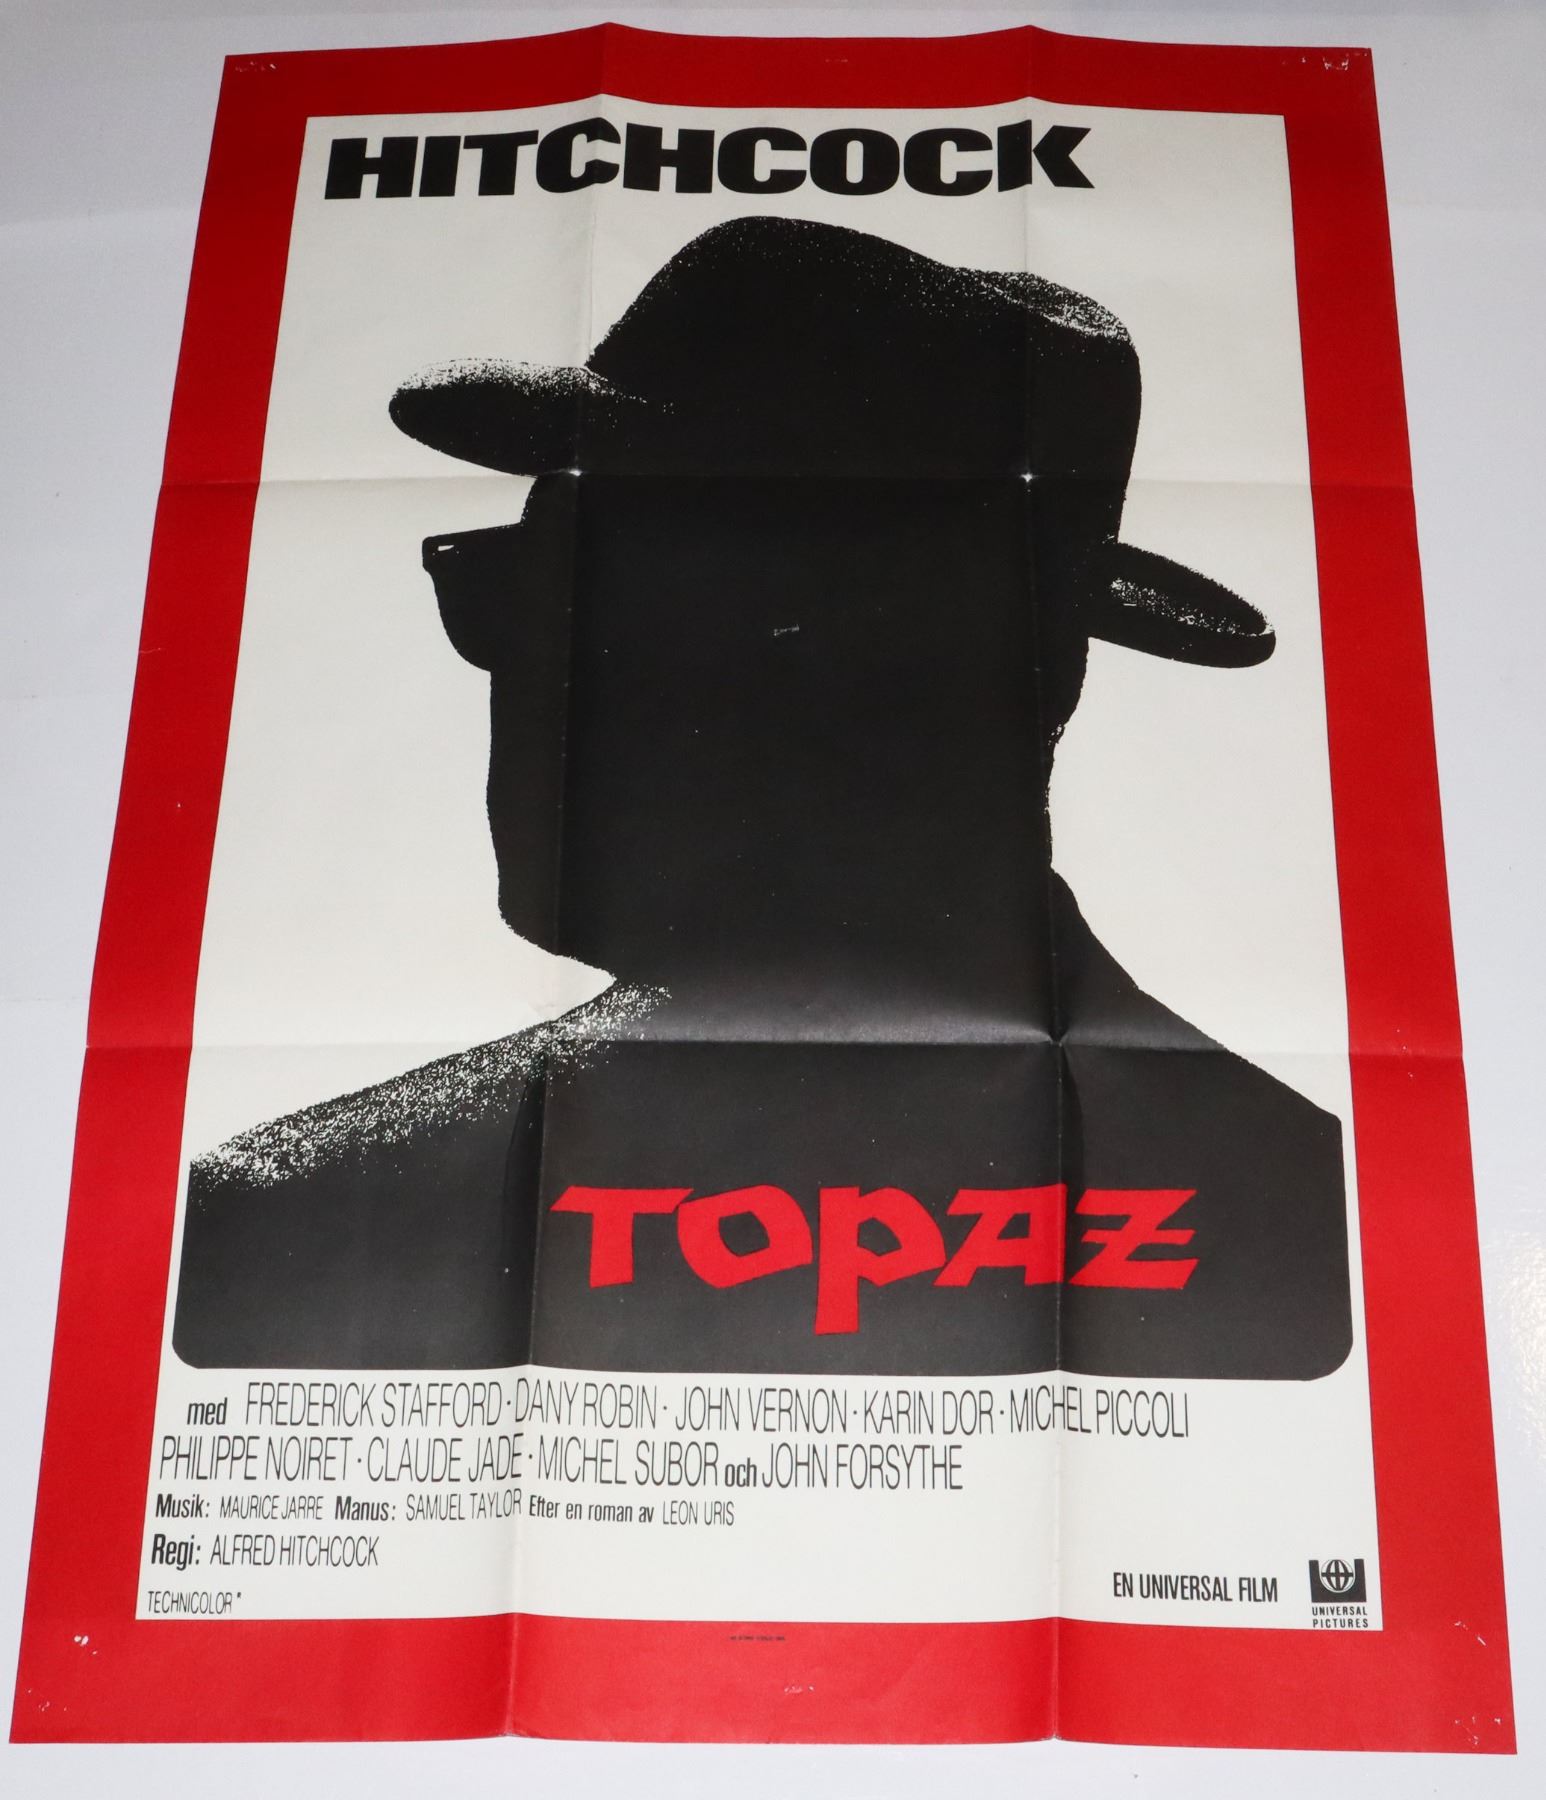 HITCHCOCK
TOPAZ
med FREDERICK STAFFORD · DANY ROBIN · JOHN VERNON · KARIN DOR · MICHEL PICCOLI
PHILIPPE NOIRET · CLAUDE JADE · MICHEL SUBOR och JOHN FORSYTHE
Musik: MAURICE JARRE Manus: SAMUEL TAYLOR Efter en roman av LEON URIS
Regi: ALFRED HITCHCOCK
TECHNICOLOR®
EN UNIVERSAL FILM
UNIVERSAL
PICTURES